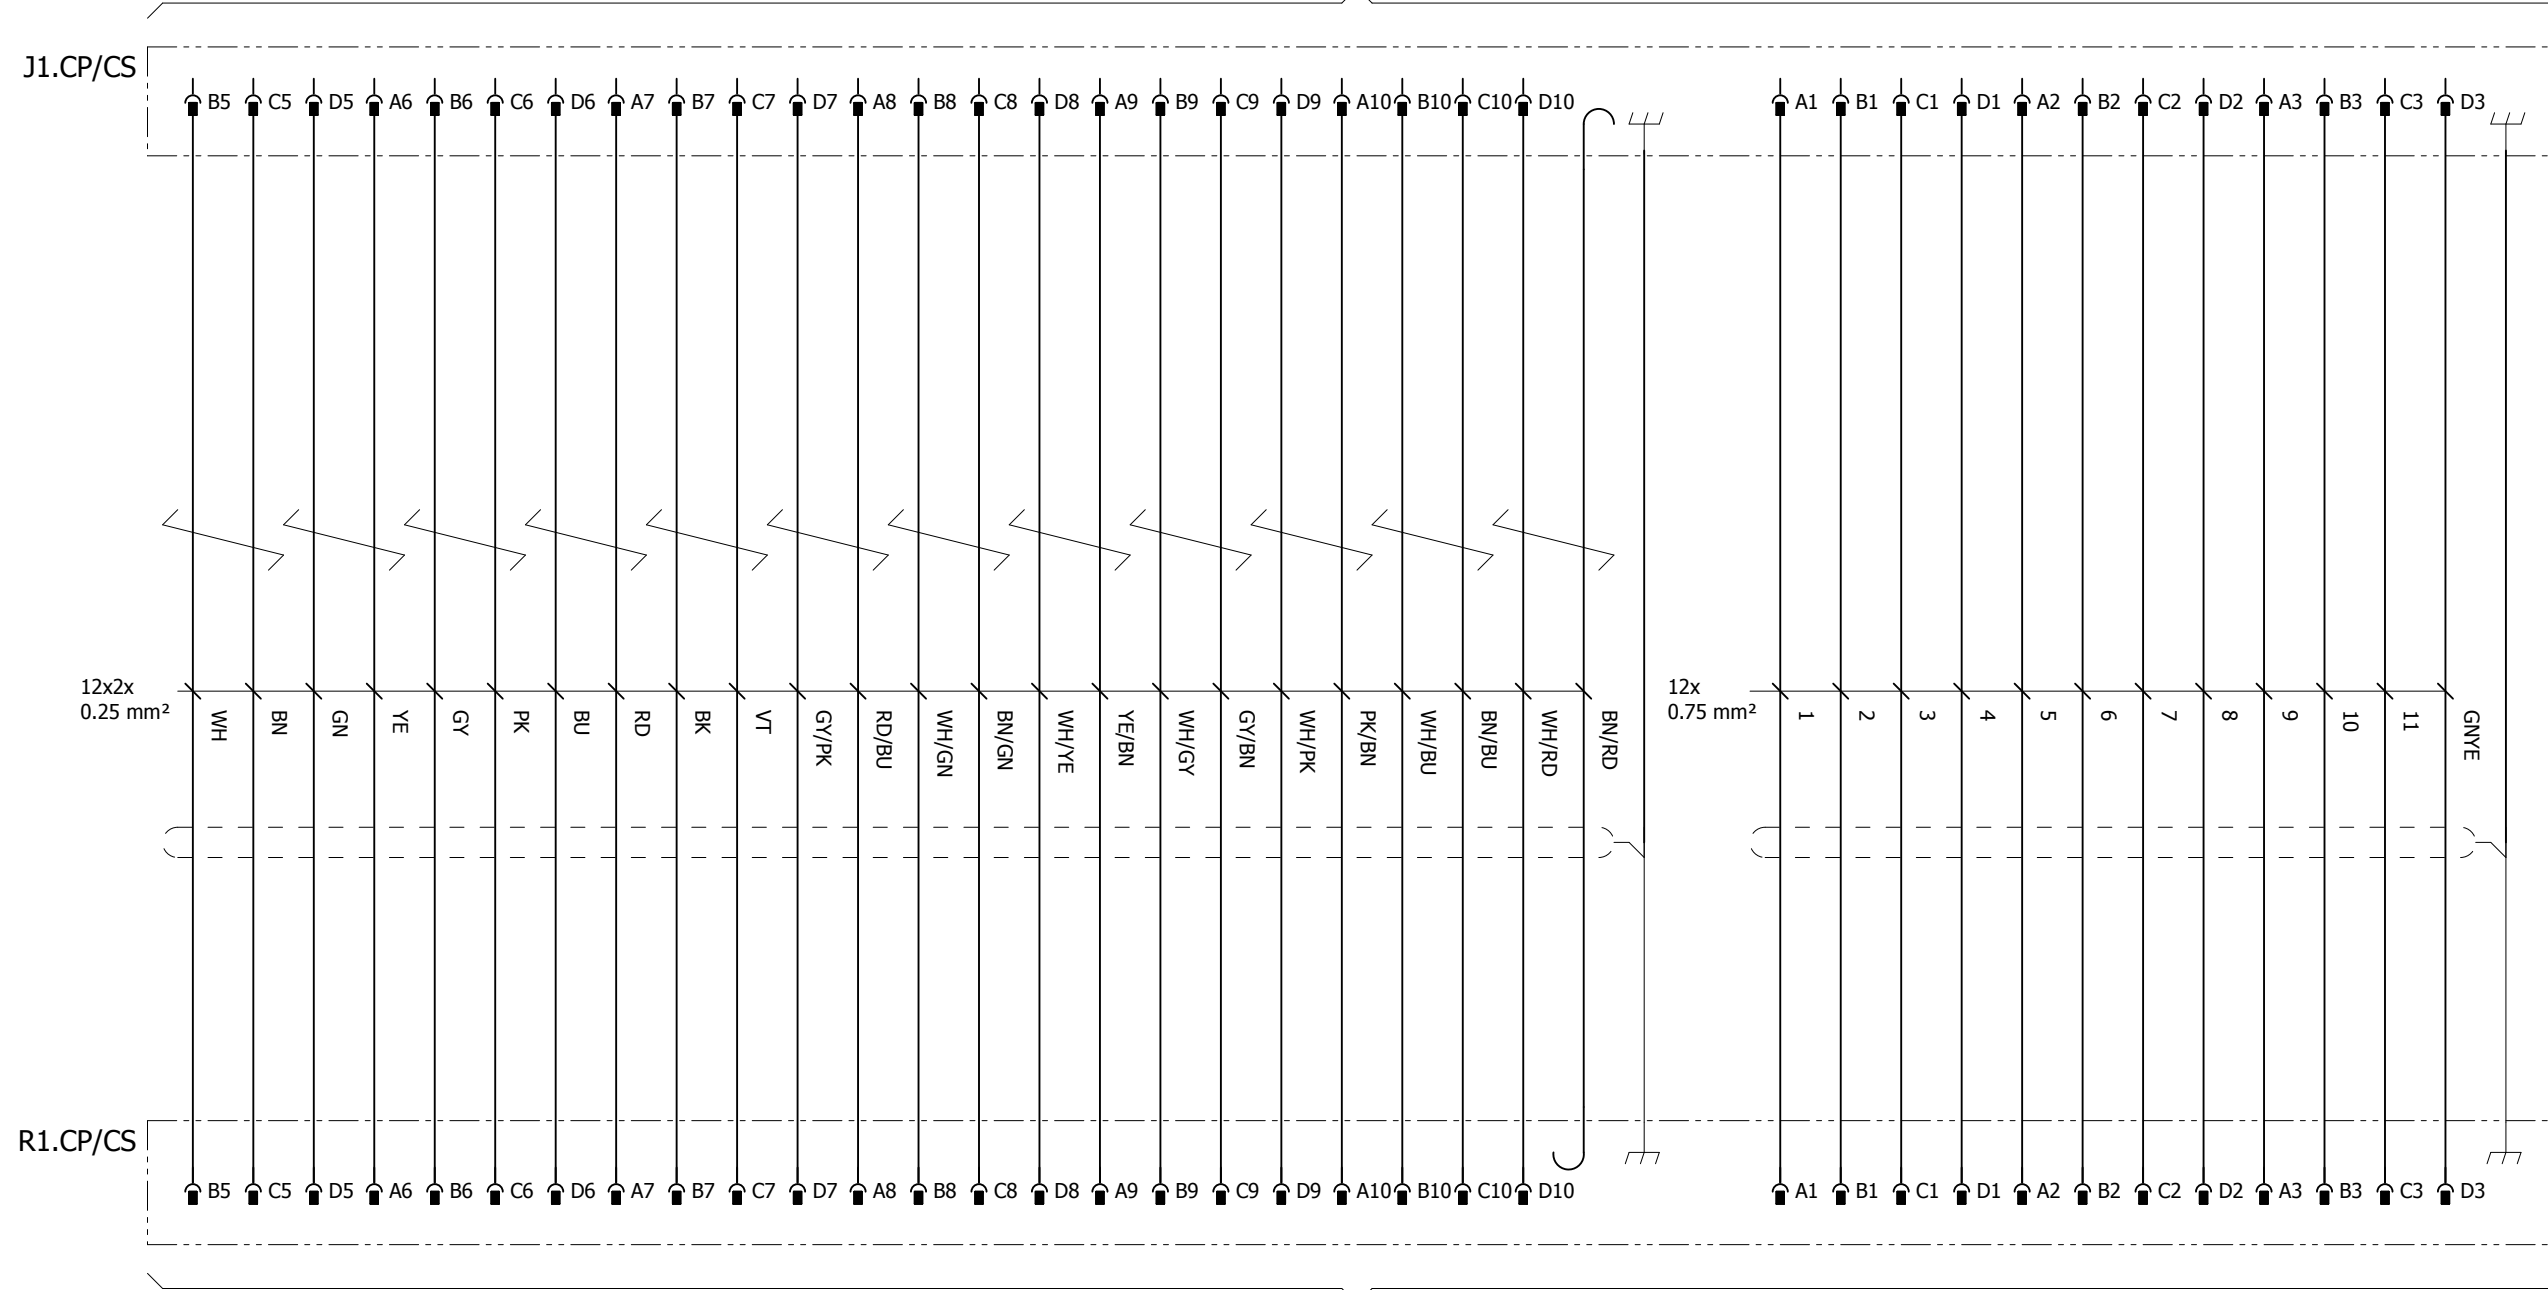 J1.CP/CS
B5 C5 D5 A6 B6 C6 D6 A7 B7 C7 D7 A8 B8 C8 D8 A9 B9 C9 D9 A10 B10 C10 D10 A1 B1 C1 D1 A2 B2 C2 D2 A3 B3 C3 D3
12x2x
0.25 mm²
WH BN GN YE GY PK BU RD BK VT GY/PK RD/BU WH/GN BN/GN WH/YE YE/BN WH/GY GY/BN WH/PK PK/BN WH/BU BN/BU WH/RD BN/RD
12x
0.75 mm²
1 2 3 4 5 6 7 8 9 10 11 GNYE
R1.CP/CS
B5 C5 D5 A6 B6 C6 D6 A7 B7 C7 D7 A8 B8 C8 D8 A9 B9 C9 D9 A10 B10 C10 D10 A1 B1 C1 D1 A2 B2 C2 D2 A3 B3 C3 D3